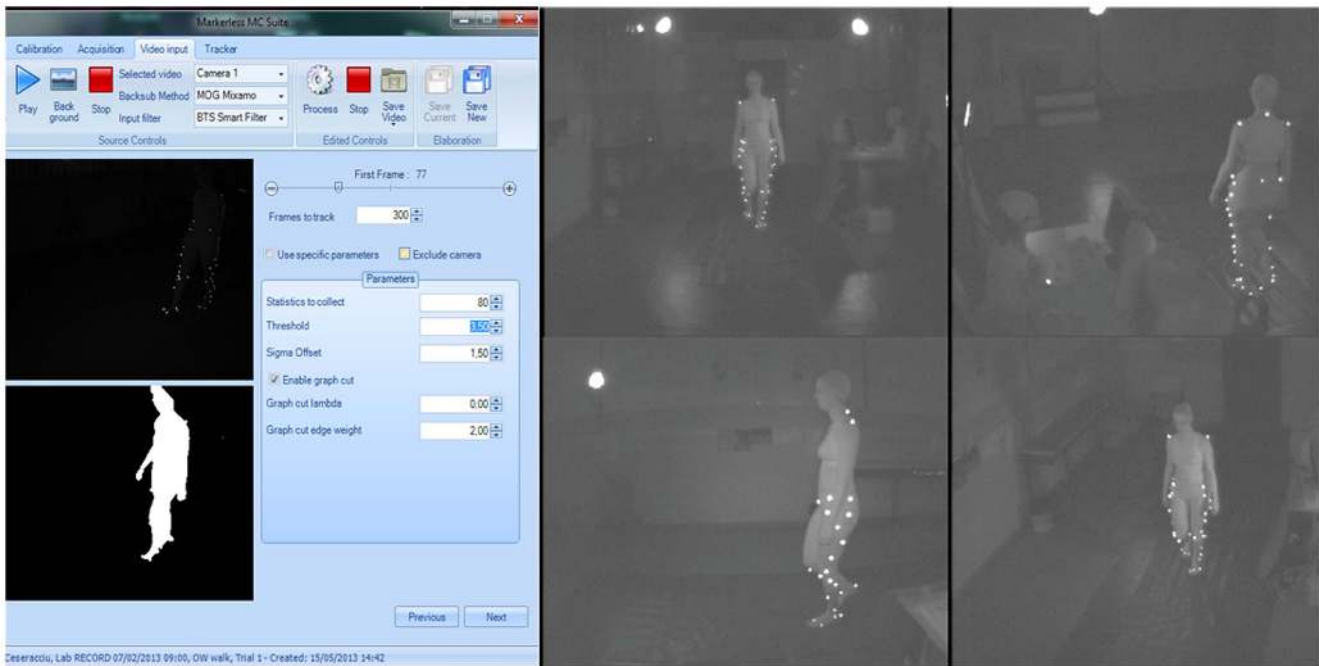 Markerless MC Suite
Calibration Acquisition Video input Tracker
Play
Back ground
Stop
Selected video Camera 1
Backsub Method MOG Mixamo
Input filter BTS Smart Filter
Process
Stop
Save Video
Save Current
Save New
Source Controls Edited Controls Elaboration
First Frame : 77
Frames to track 300
Use specific parameters Exclude camera
Parameters
Statistics to collect 80
Threshold 3,50
Sigma Offset 1,50
Enable graph cut
Graph cut lambda 0,00
Graph cut edge weight 2,00
Previous Next
Ceseracciu, Lab RECORD 07/02/2013 09:00, OW walk, Trial 1 - Created: 15/05/2013 14:42